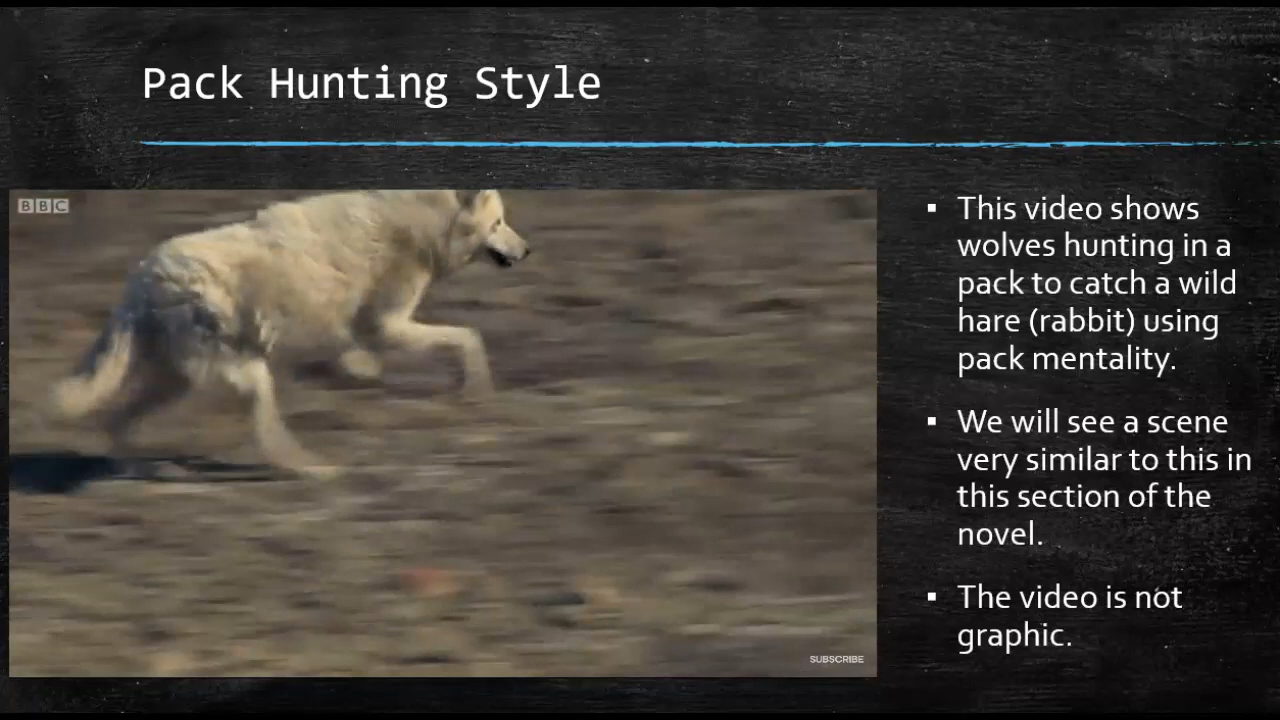 Pack Hunting Style
BBC
▪ This video shows
wolves hunting in a
pack to catch a wild
hare (rabbit) using
pack mentality.
▪ We will see a scene
very similar to this in
this section of the
novel.
▪ The video is not
graphic.
SUBSCRIBE